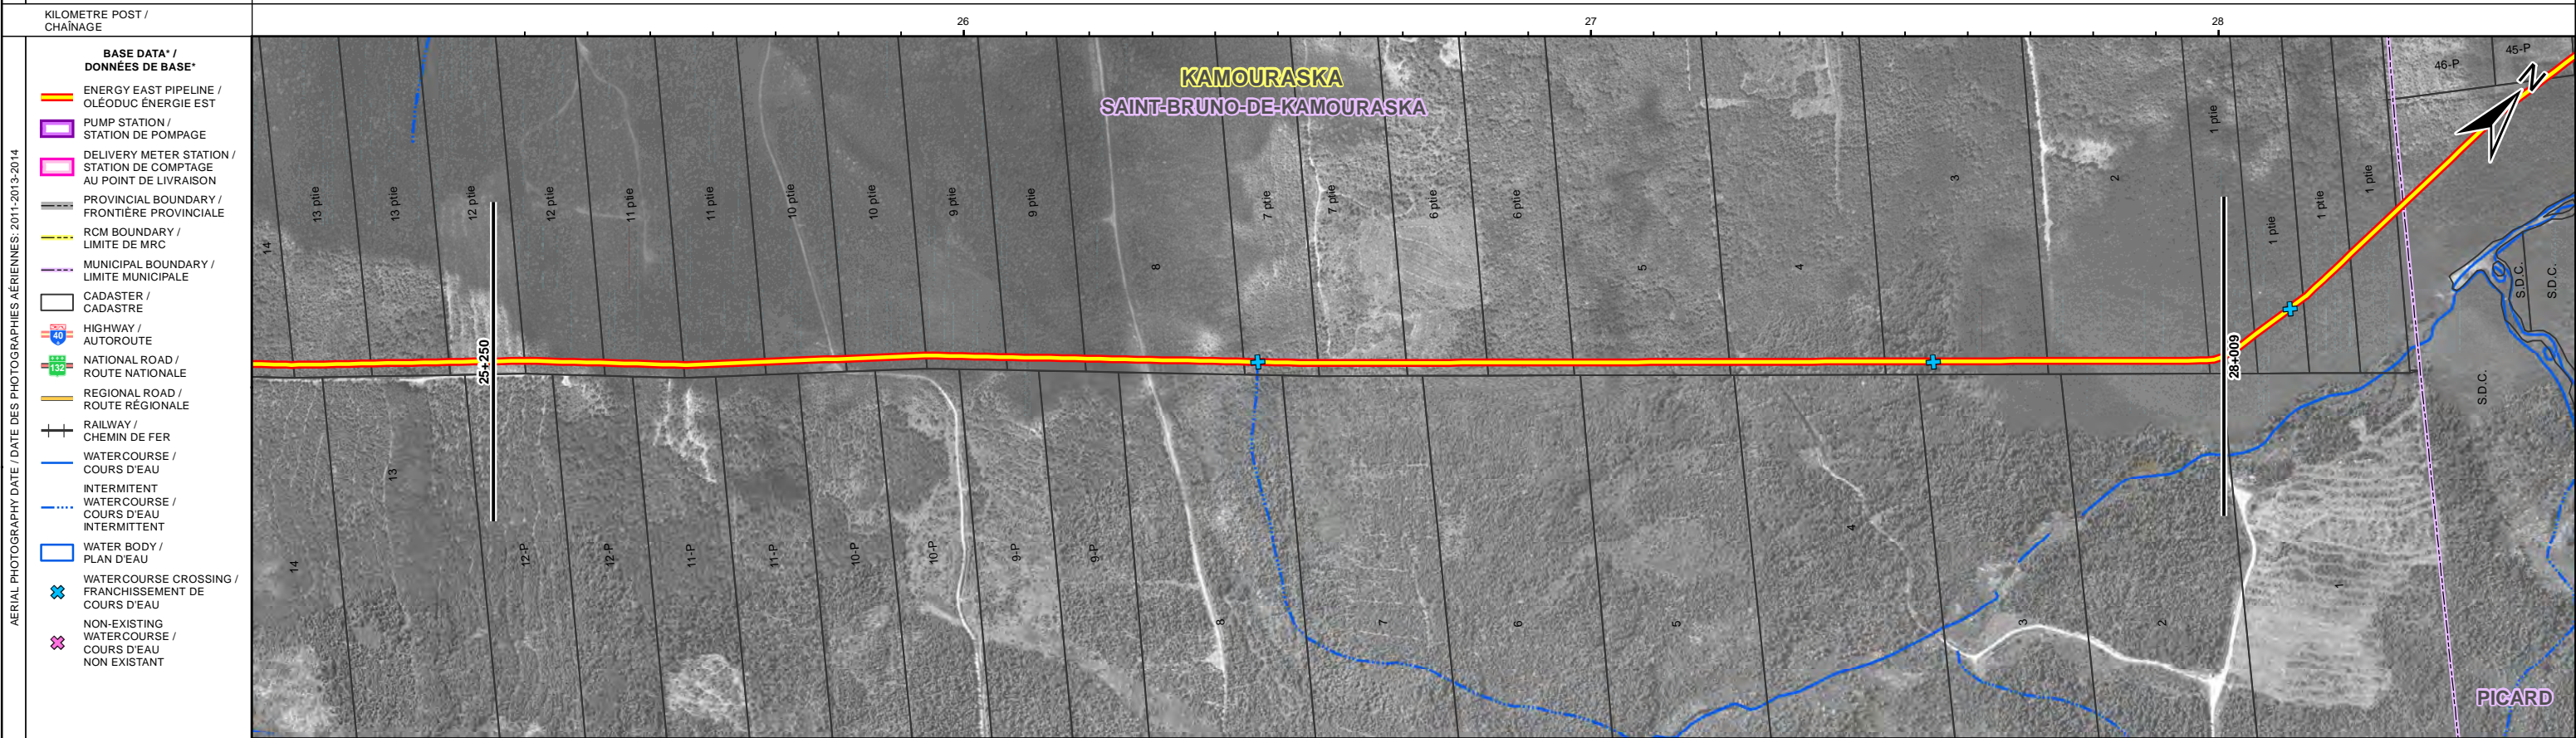 KILOMETRE POST /
CHAÎNAGE
26
27
28
AERIAL PHOTOGRAPHY DATE / DATE DES PHOTOGRAPHIES AÉRIENNES: 2011-2013-2014
BASE DATA* /
DONNÉES DE BASE*
ENERGY EAST PIPELINE /
OLÉODUC ÉNERGIE EST
PUMP STATION /
STATION DE POMPAGE
DELIVERY METER STATION /
STATION DE COMPTAGE
AU POINT DE LIVRAISON
PROVINCIAL BOUNDARY /
FRONTIÈRE PROVINCIALE
RCM BOUNDARY /
LIMITE DE MRC
MUNICIPAL BOUNDARY /
LIMITE MUNICIPALE
CADASTER /
CADASTRE
40
HIGHWAY /
AUTOROUTE
132
NATIONAL ROAD /
ROUTE NATIONALE
REGIONAL ROAD /
ROUTE RÉGIONALE
RAILWAY /
CHEMIN DE FER
WATERCOURSE /
COURS D'EAU
INTERMITENT
WATERCOURSE /
COURS D'EAU
INTERMITTENT
WATER BODY /
PLAN D'EAU
WATERCOURSE CROSSING /
FRANCHISSEMENT DE
COURS D'EAU
NON-EXISTING
WATERCOURSE /
COURS D'EAU
NON EXISTANT
KAMOURASKA
SAINT-BRUNO-DE-KAMOURASKA
45-P
46-P
N
14
13 ptie
13 ptie
12 ptie
12 ptie
11 ptie
11 ptie
10 ptie
10 ptie
9 ptie
9 ptie
8
7 ptie
7 ptie
6 ptie
6 ptie
5
4
3
2
1 ptie
1 ptie
1 ptie
1 ptie
S.D.C.
S.D.C.
S.D.C.
25+250
28+009
14
13
12-P
12-P
11-P
11-P
10-P
10-P
9-P
9-P
8
7
6
5
4
3
2
1
PICARD